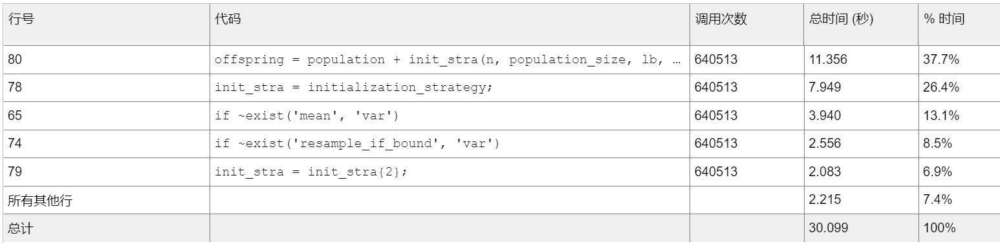 行号 代码 调用次数 总时间 (秒) % 时间
80 offspring = population + init_stra(n, population_size, lb, … 640513 11.356 37.7%
78 init_stra = initialization_strategy; 640513 7.949 26.4%
65 if ~exist('mean', 'var') 640513 3.940 13.1%
74 if ~exist('resample_if_bound', 'var') 640513 2.556 8.5%
79 init_stra = init_stra{2}; 640513 2.083 6.9%
所有其他行 2.215 7.4%
总计 30.099 100%